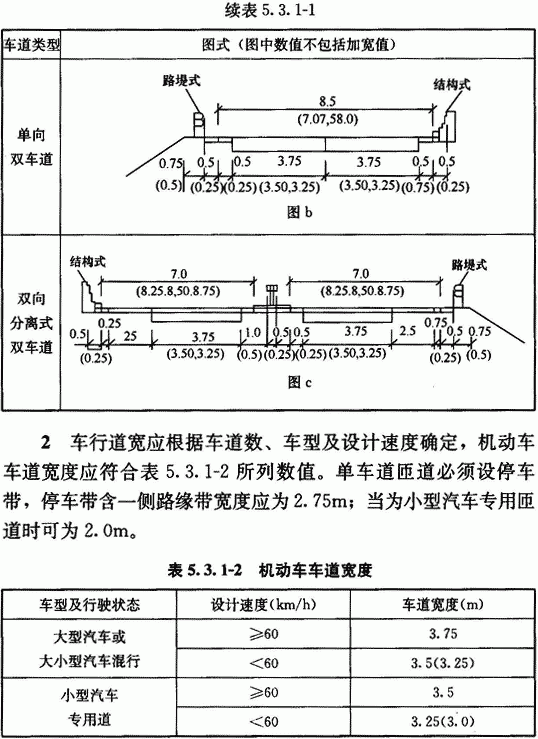 续表5.3.1-1
车道类型
图式（图中数值不包括加宽值）
单向
双车道
路堤式
结构式
8.5
(7.07,58.0)
0.75 0.5 0.5 3.75 3.75 0.5 0.5
(0.5) (0.25) (0.25) (3.50,3.25) (3.50,3.25) (0.75) (0.25)
图b
双向
分离式
双车道
结构式
路堤式
7.0 7.0
(8.25.8,50.8.75) (8.25.8,50.8.75)
0.25 0.75
0.5 25 3.75 1.0 0.5 0.5 3.75 2.5 0.5 0.75
(0.25) (3.50,3.25) (0.5) (0.25) (0.25) (3.50,3.25) (0.25) (0.5)
图c
2 车行道宽应根据车道数、车型及设计速度确定，机动车
车道宽度应符合表5.3.1-2所列数值。单车道匝道必须设停车
带，停车带含一侧路缘带宽度应为2.75m；当为小型汽车专用匝
道时可为2.0m。
表5.3.1-2 机动车车道宽度
车型及行驶状态 设计速度(km/h) 车道宽度(m)
大型汽车或
大小型汽车混行
≥60 3.75
<60 3.5(3.25)
小型汽车
专用道
≥60 3.5
<60 3.25(3.0)